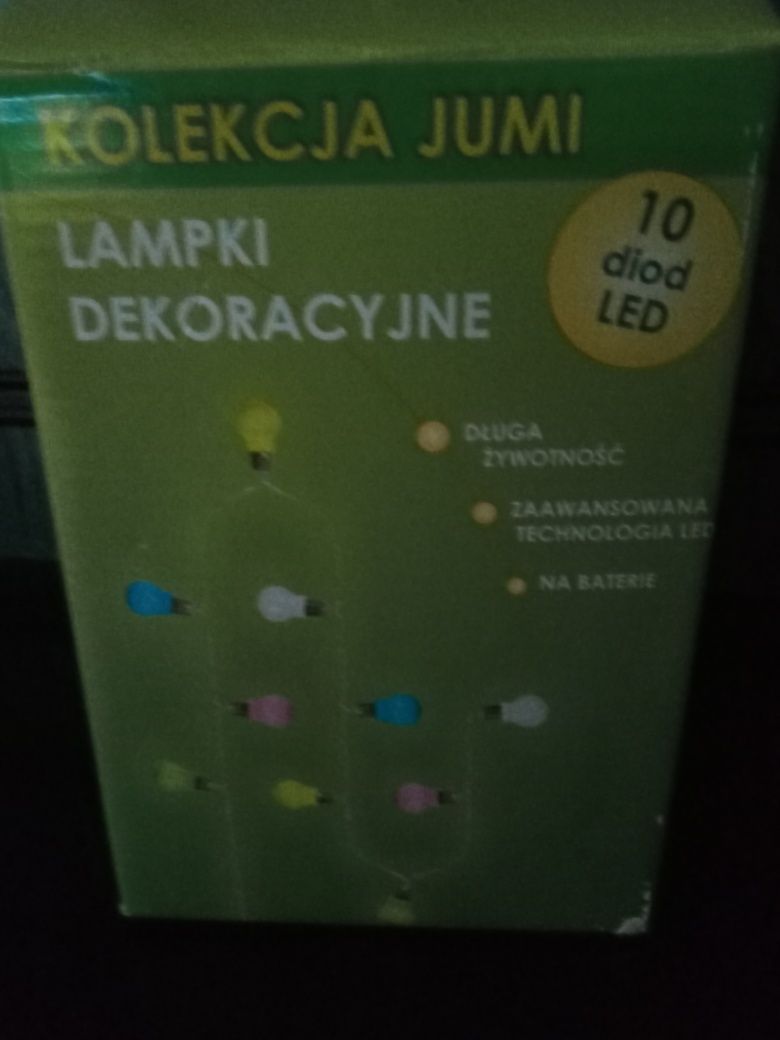 KOLEKCJA JUMI
LAMPKI
DEKORACYJNE
10
diod
LED
DŁUGA
ŻYWOTNOŚĆ
ZAAWANSOWANA
TECHNOLOGIA LED
NA BATERIE